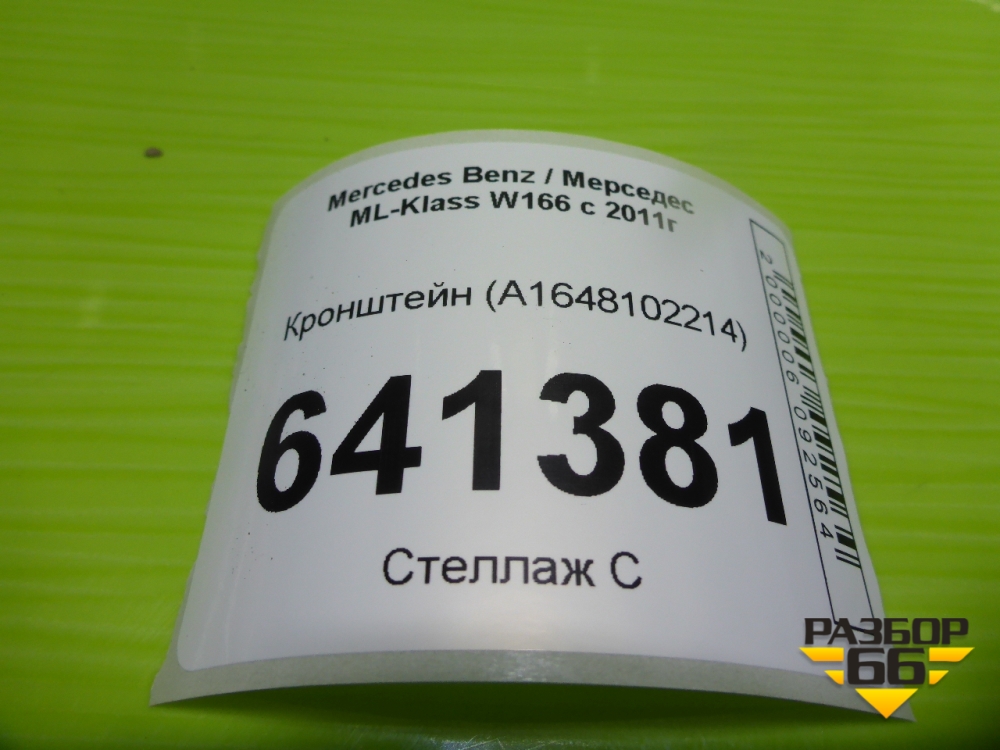 Mercedes Benz / Мерседес
ML-Klass W166 с 2011г
Кронштейн (A1648102214)
641381
Стеллаж С
2000006092564
РАЗБОР
66